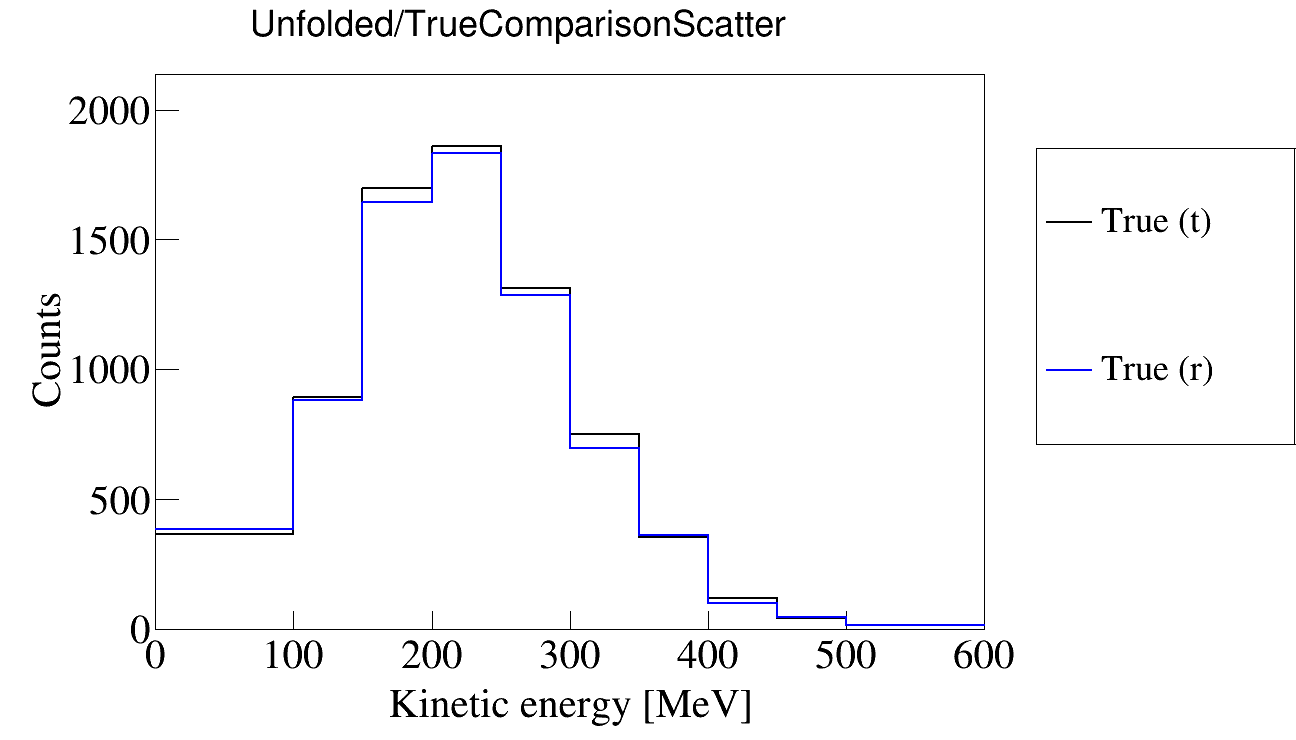 Unfolded/TrueComparisonScatter
2000
1500
1000
500
0
Counts
0 100 200 300 400 500 600
Kinetic energy [MeV]
True (t)
True (r)